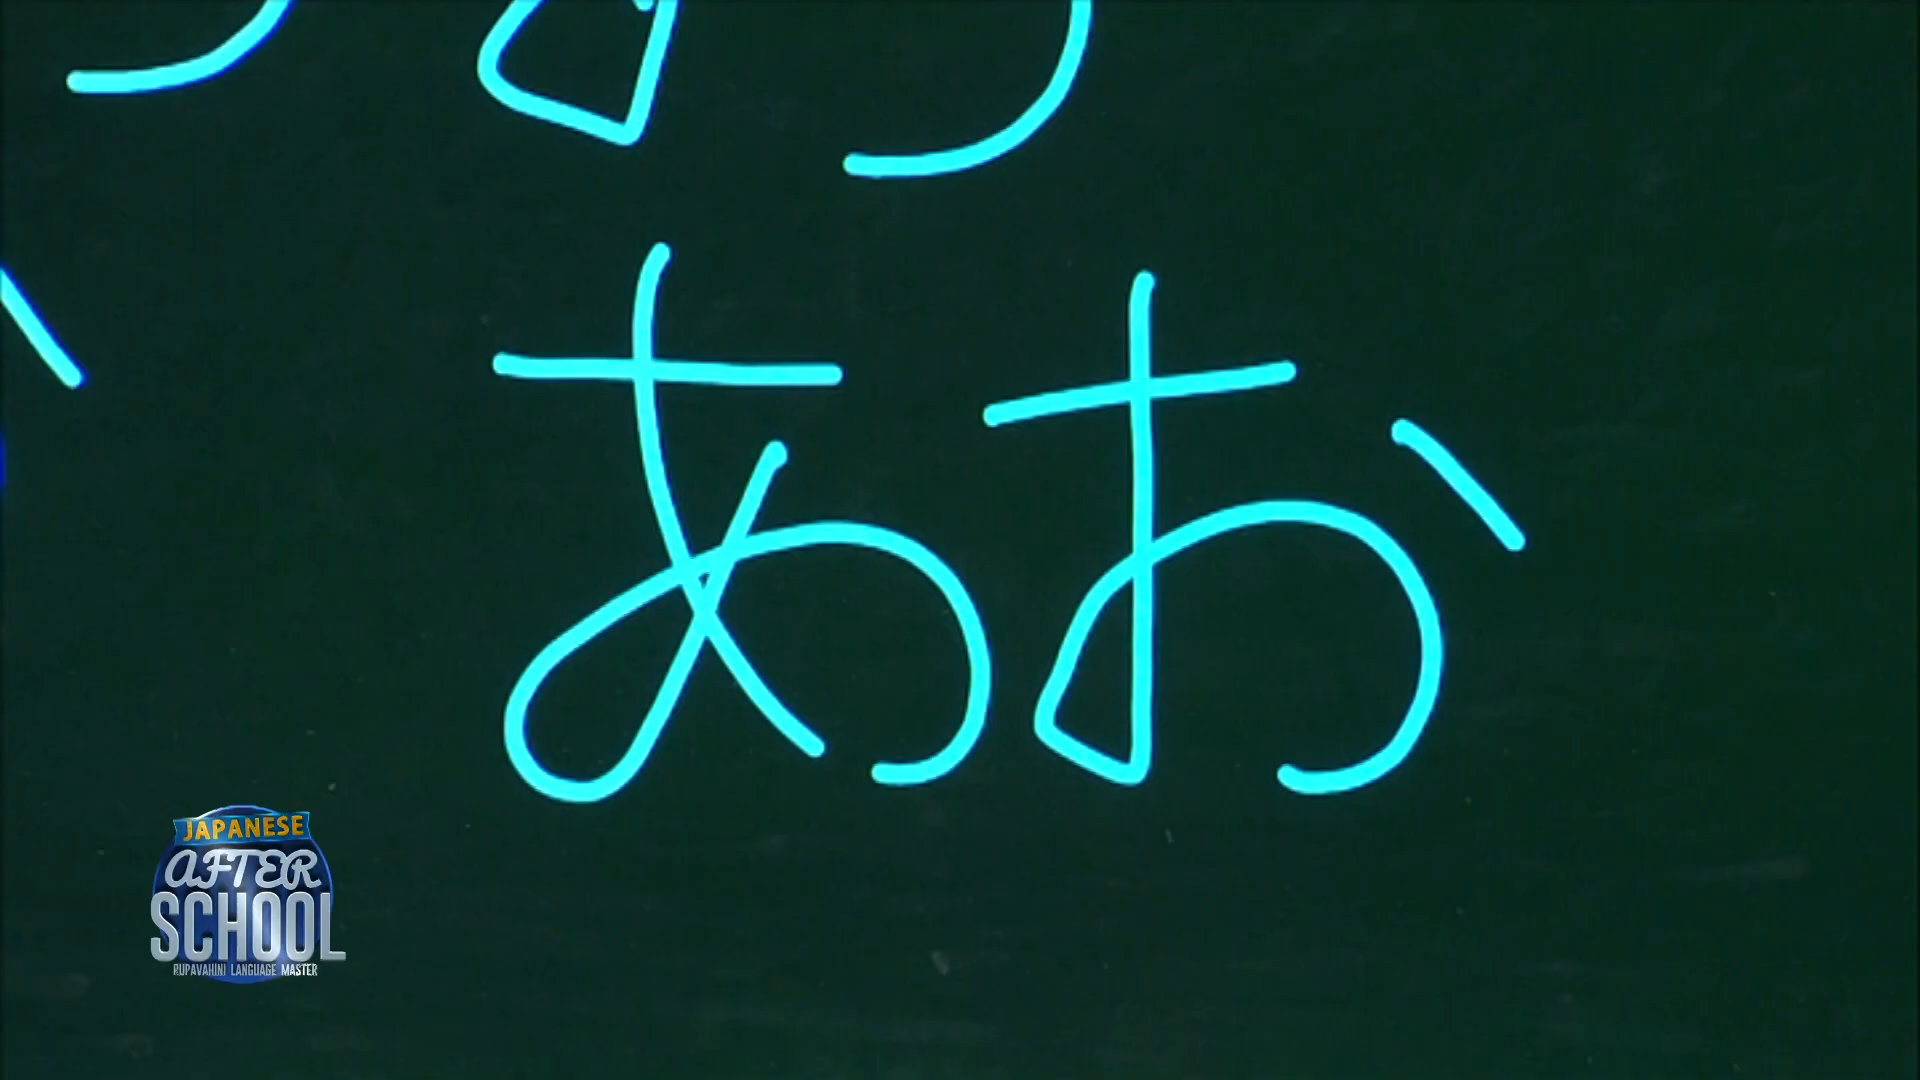 あお
JAPANESE
AFTER
SCHOOL
RUPAVAHINI LANGUAGE MASTER